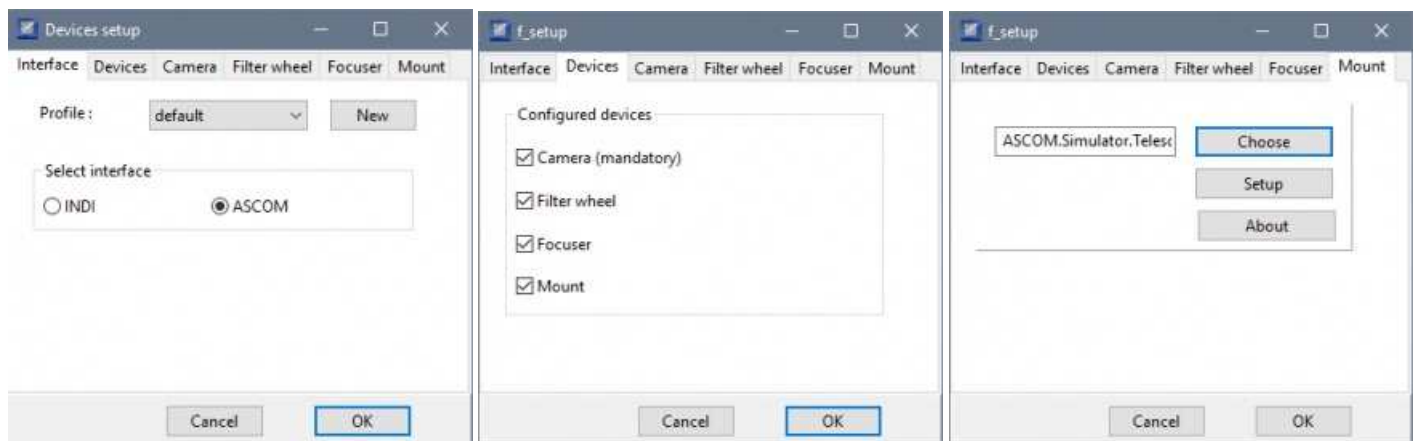 Devices setup
Interface Devices Camera Filter wheel Focuser Mount
Profile : default New
Select interface
INDI ASCOM
Cancel OK
f_setup
Interface Devices Camera Filter wheel Focuser Mount
Configured devices
Camera (mandatory)
Filter wheel
Focuser
Mount
Cancel OK
f_setup
Interface Devices Camera Filter wheel Focuser Mount
ASCOM.Simulator.Telesc Choose
Setup
About
Cancel OK